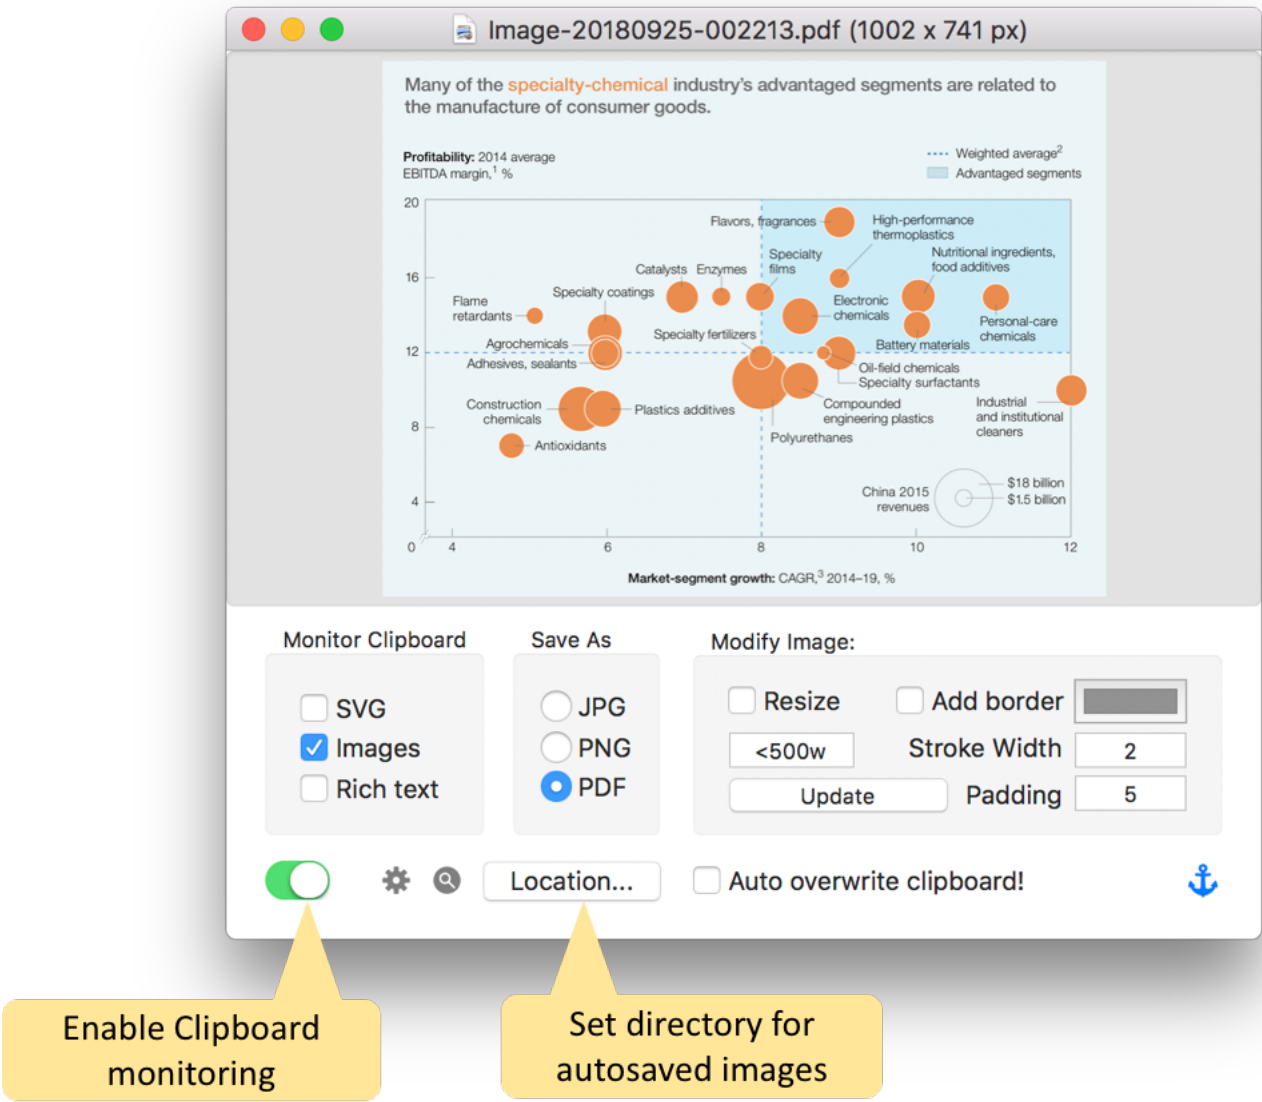 Image-20180925-002213.pdf (1002 x 741 px)
Many of the specialty-chemical industry's advantaged segments are related to
the manufacture of consumer goods.
Profitability: 2014 average
EBITDA margin,1 %
Weighted average2
Advantaged segments
20
16
12
8
4
0
4
6
8
10
12
Flavors, fragrances
High-performance
thermoplastics
Nutritional ingredients,
food additives
Specialty
films
Catalysts
Enzymes
Specialty coatings
Flame
retardants
Electronic
chemicals
Personal-care
chemicals
Specialty fertilizers
Agrochemicals
Battery materials
Adhesives, sealants
Oil-field chemicals
Specialty surfactants
Construction
chemicals
Plastics additives
Compounded
engineering plastics
Industrial
and institutional
cleaners
Polyurethanes
Antioxidants
China 2015
revenues
$18 billion
$1.5 billion
Market-segment growth: CAGR,3 2014–19, %
Monitor Clipboard
SVG
Images
Rich text
Save As
JPG
PNG
PDF
Modify Image:
Resize
Add border
<500w
Stroke Width
2
Update
Padding
5
Location...
Auto overwrite clipboard!
Enable Clipboard
monitoring
Set directory for
autosaved images